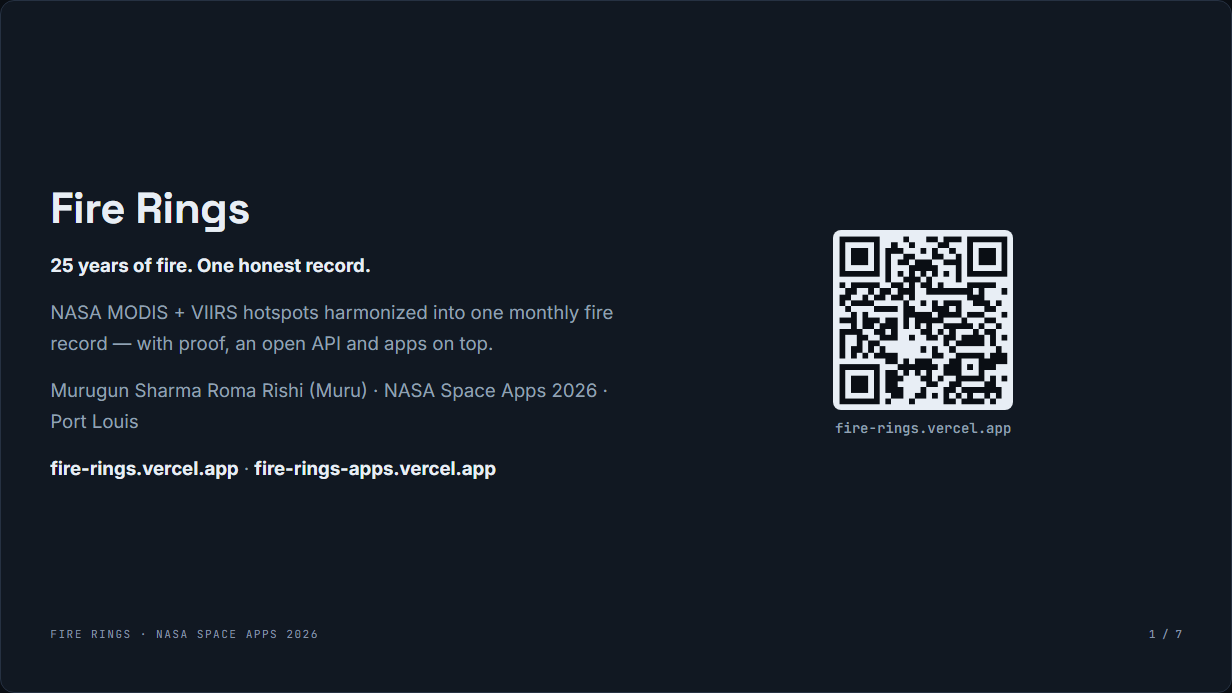 Fire Rings
25 years of fire. One honest record.
NASA MODIS + VIIRS hotspots harmonized into one monthly fire
record — with proof, an open API and apps on top.
Murugun Sharma Roma Rishi (Muru) · NASA Space Apps 2026 ·
Port Louis
fire-rings.vercel.app · fire-rings-apps.vercel.app
fire-rings.vercel.app
FIRE RINGS · NASA SPACE APPS 2026
1 / 7